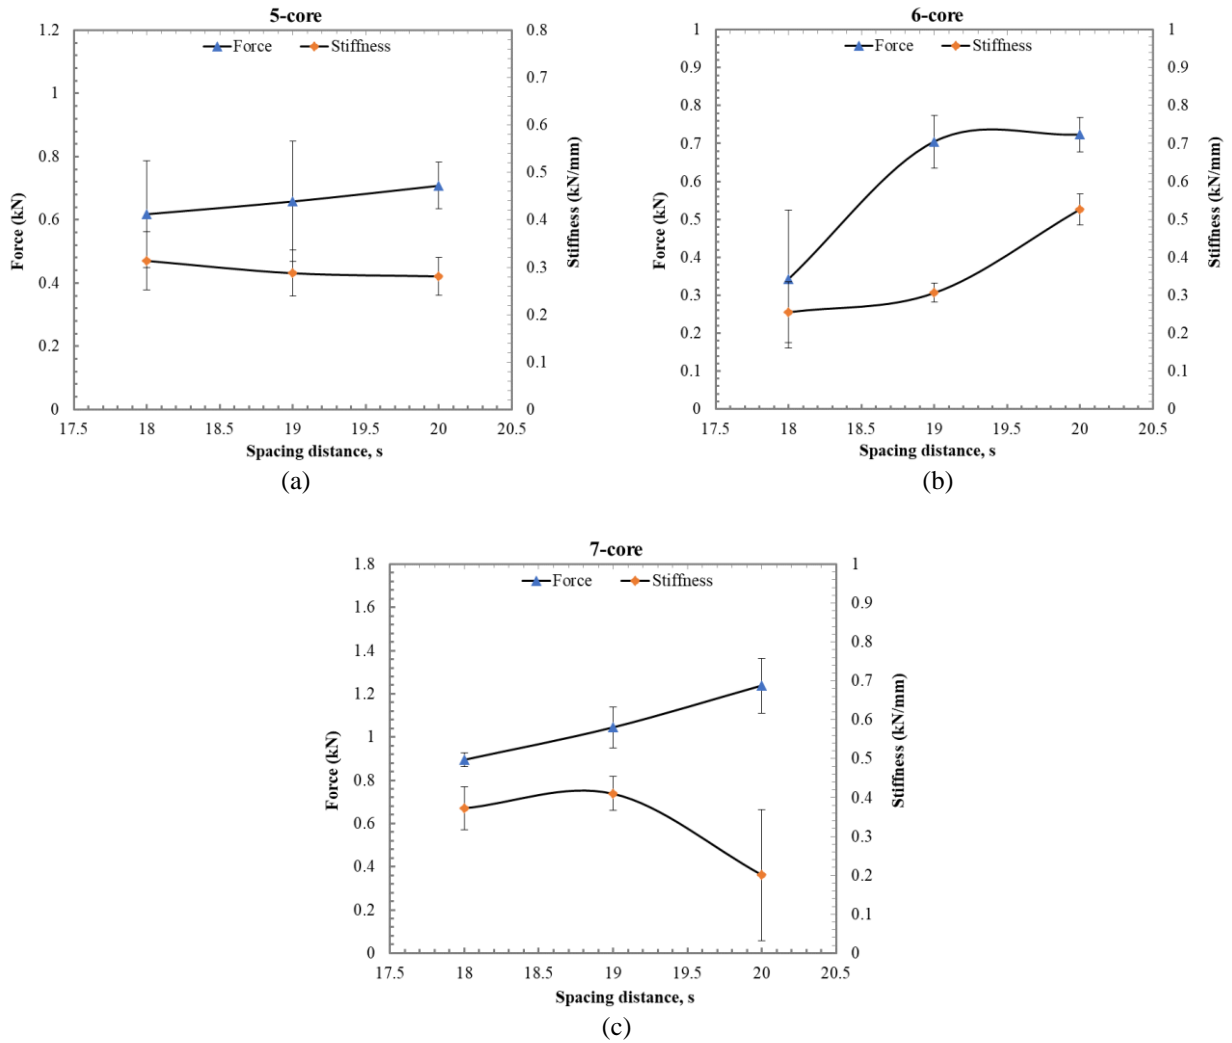 5-core
Force Stiffness
1.2
1
0.8
0.6
0.4
0.2
0
Force (kN)
0.8
0.7
0.6
0.5
0.4
0.3
0.2
0.1
0
Stiffness (kN/mm)
17.5 18 18.5 19 19.5 20 20.5
Spacing distance, s
(a)
6-core
Force Stiffness
1
0.9
0.8
0.7
0.6
0.5
0.4
0.3
0.2
0.1
0
Force (kN)
1
0.9
0.8
0.7
0.6
0.5
0.4
0.3
0.2
0.1
0
Stiffness (kN/mm)
17.5 18 18.5 19 19.5 20 20.5
Spacing distance, s
(b)
7-core
Force Stiffness
1.8
1.6
1.4
1.2
1
0.8
0.6
0.4
0.2
0
Force (kN)
1
0.9
0.8
0.7
0.6
0.5
0.4
0.3
0.2
0.1
0
Stiffness (kN/mm)
17.5 18 18.5 19 19.5 20 20.5
Spacing distance, s
(c)